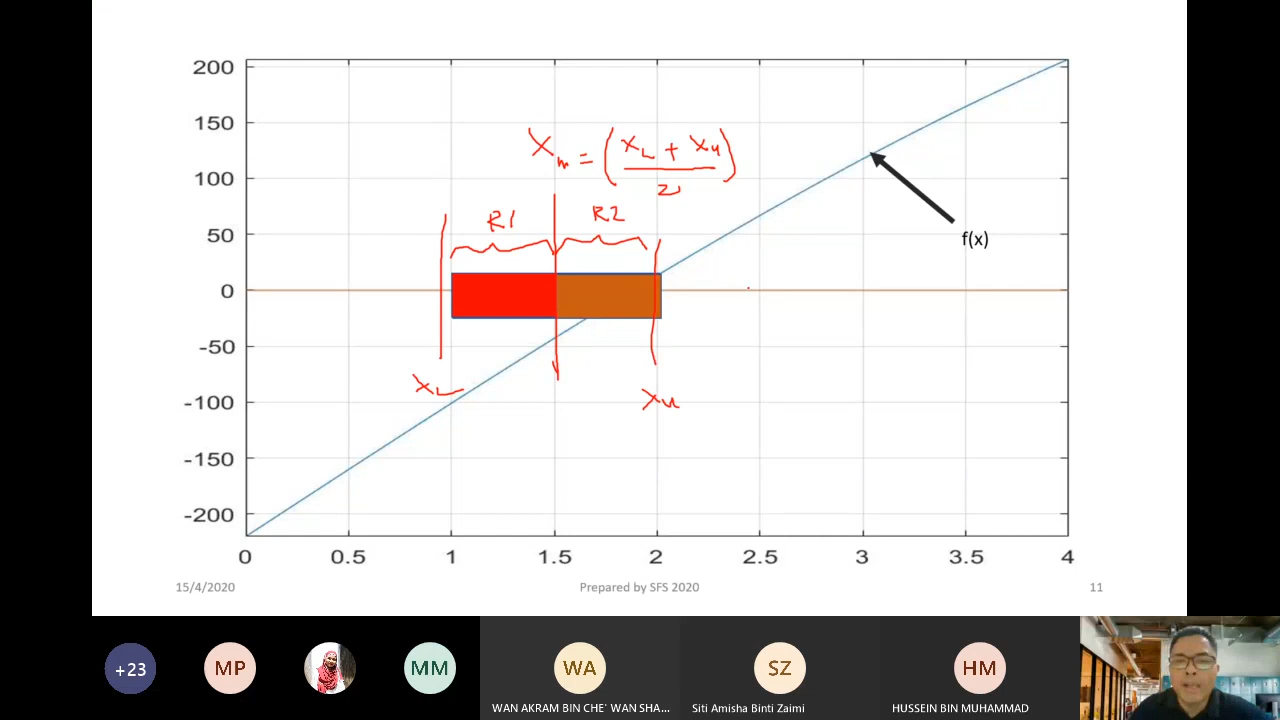 200
150
100
50
0
-50
-100
-150
-200
Xm = (XL + Xu / 2)
R1 R2
f(x)
XL
Xu
0 0.5 1 1.5 2 2.5 3 3.5 4
15/4/2020 Prepared by SFS 2020 11
+23 MP MM WA SZ HM
WAN AKRAM BIN CHE' WAN SHA... Siti Amisha Binti Zaimi HUSSEIN BIN MUHAMMAD